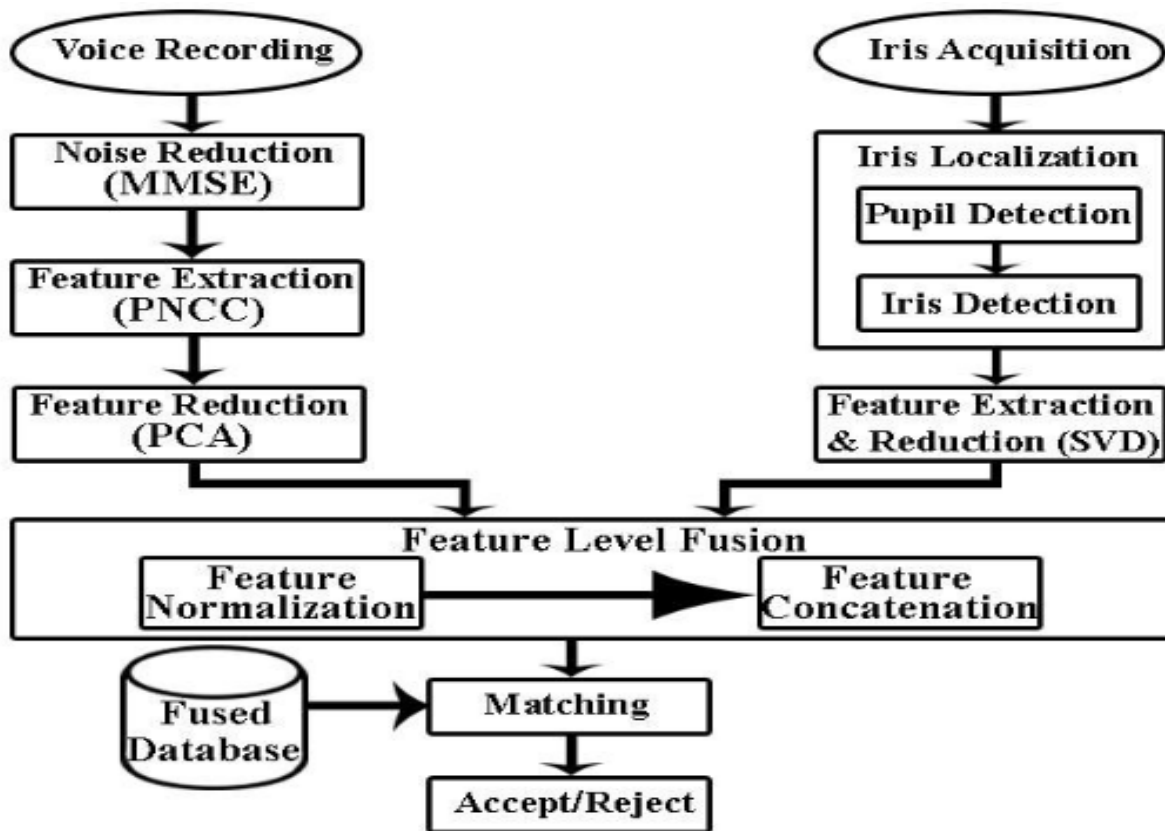 Voice Recording
Noise Reduction
(MMSE)
Feature Extraction
(PNCC)
Feature Reduction
(PCA)
Iris Acquisition
Iris Localization
Pupil Detection
Iris Detection
Feature Extraction
& Reduction (SVD)
Feature Level Fusion
Feature
Normalization
Feature
Concatenation
Fused
Database
Matching
Accept/Reject